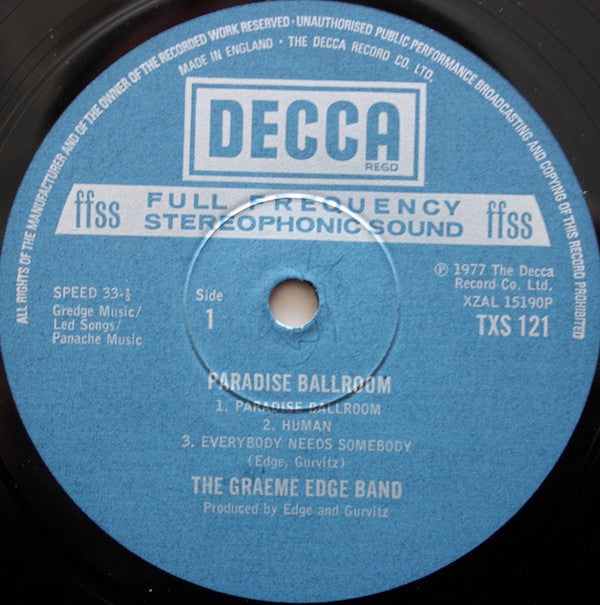 ALL RIGHTS OF THE MANUFACTURER AND OF THE OWNER OF THE RECORDED WORK RESERVED · UNAUTHORISED PUBLIC PERFORMANCE BROADCASTING AND COPYING OF THIS RECORD PROHIBITED
MADE IN ENGLAND · THE DECCA RECORD CO. LTD.
DECCA
REGD
ffss FULL FREQUENCY STEREOPHONIC SOUND ffss
SPEED 33-⅓
Gredge Music/
Led Songs/
Panache Music
Side
1
℗ 1977 The Decca
Record Co. Ltd.
XZAL 15190P
TXS 121
PARADISE BALLROOM
1. PARADISE BALLROOM
2. HUMAN
3. EVERYBODY NEEDS SOMEBODY
(Edge, Gurvitz)
THE GRAEME EDGE BAND
Produced by Edge and Gurvitz